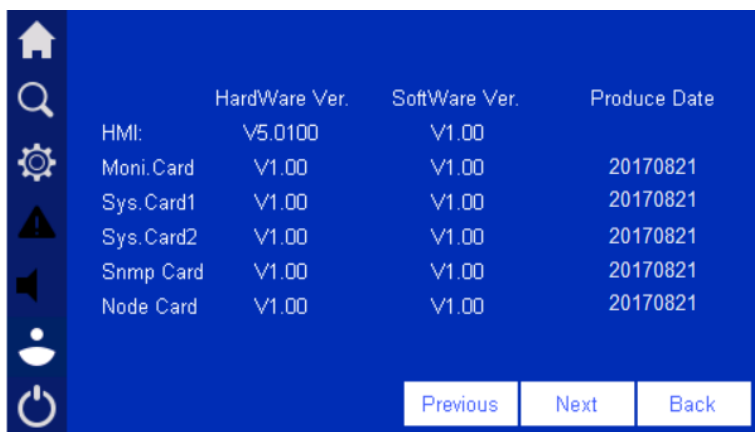 HardWare Ver. SoftWare Ver. Produce Date
HMI: V5.0100 V1.00
Moni.Card V1.00 V1.00 20170821
Sys.Card1 V1.00 V1.00 20170821
Sys.Card2 V1.00 V1.00 20170821
Snmp Card V1.00 V1.00 20170821
Node Card V1.00 V1.00 20170821
Previous Next Back